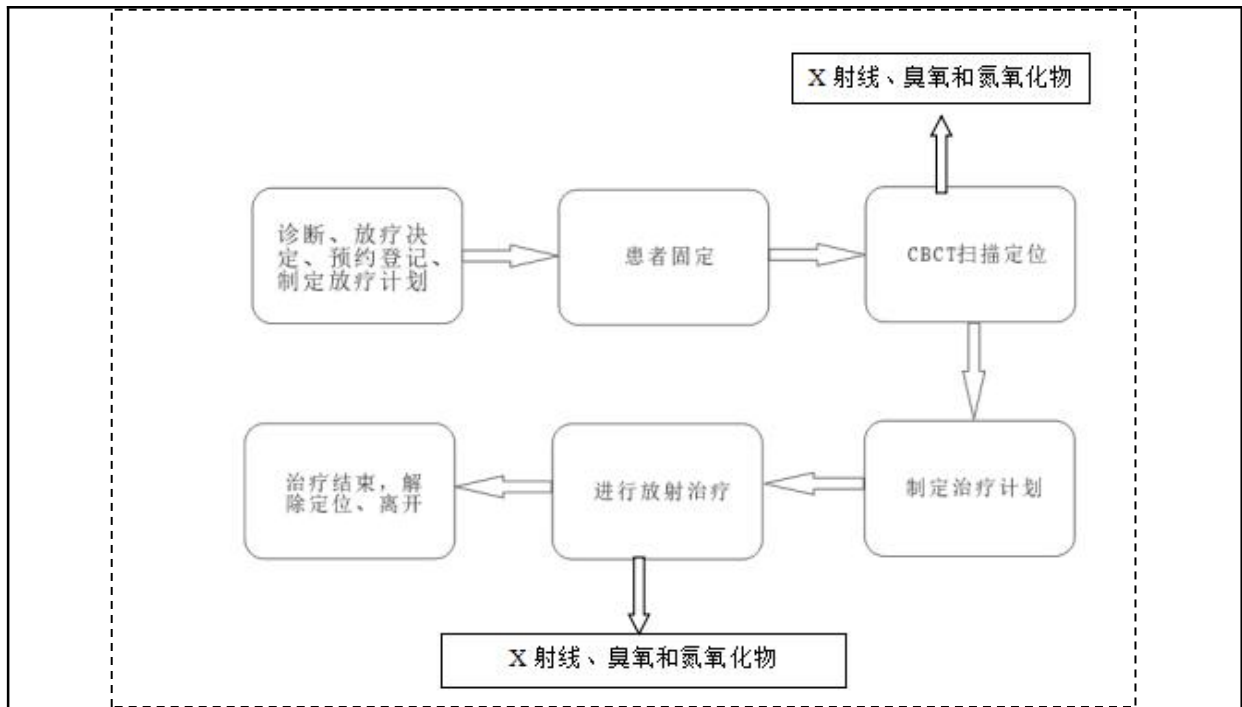 X 射线、臭氧和氮氧化物
诊断、放疗决
定、预约登记、
制定放疗计划
患者固定
CBCT扫描定位
治疗结束，解
除定位、离开
进行放射治疗
制定治疗计划
X 射线、臭氧和氮氧化物